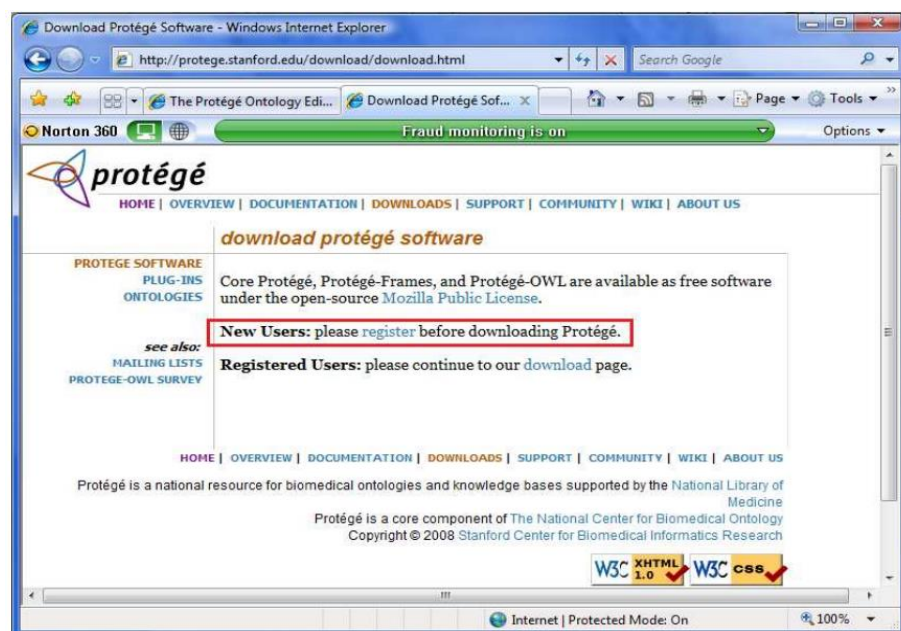 Download Protégé Software - Windows Internet Explorer
http://protege.stanford.edu/download/download.html
Search Google
The Protégé Ontology Edi...
Download Protégé Sof...
Page
Tools
Norton 360
Fraud monitoring is on
Options
protégé
HOME | OVERVIEW | DOCUMENTATION | DOWNLOADS | SUPPORT | COMMUNITY | WIKI | ABOUT US
download protégé software
PROTEGE SOFTWARE
PLUG-INS
ONTOLOGIES
see also:
MAILING LISTS
PROTEGE-OWL SURVEY
Core Protégé, Protégé-Frames, and Protégé-OWL are available as free software
under the open-source Mozilla Public License.
New Users: please register before downloading Protégé.
Registered Users: please continue to our download page.
HOME | OVERVIEW | DOCUMENTATION | DOWNLOADS | SUPPORT | COMMUNITY | WIKI | ABOUT US
Protégé is a national resource for biomedical ontologies and knowledge bases supported by the National Library of
Medicine
Protégé is a core component of The National Center for Biomedical Ontology
Copyright © 2008 Stanford Center for Biomedical Informatics Research
W3C XHTML 1.0
W3C css
Internet | Protected Mode: On
100%